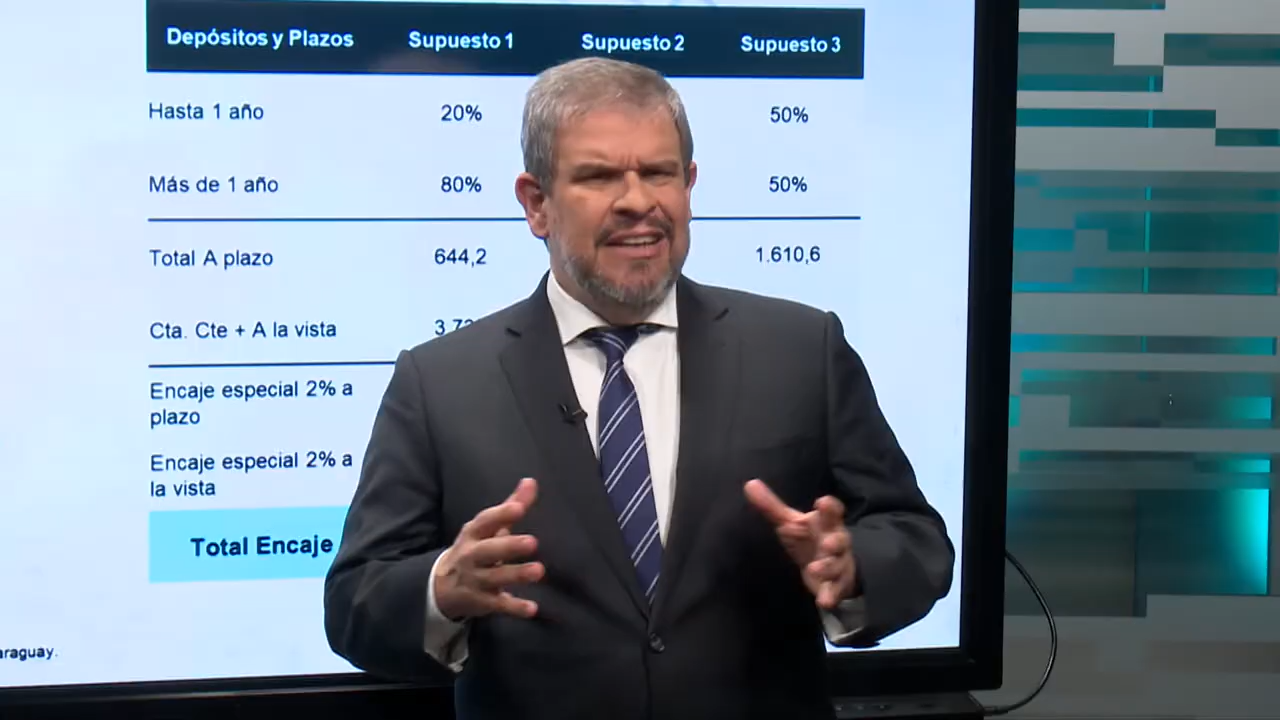 Depósitos y Plazos Supuesto 1 Supuesto 2 Supuesto 3
Hasta 1 año 20% 50%
Más de 1 año 80% 50%
Total A plazo 644,2 1.610,6
Cta. Cte + A la vista
Encaje especial 2% a
plazo
Encaje especial 2% a
la vista
Total Encaje